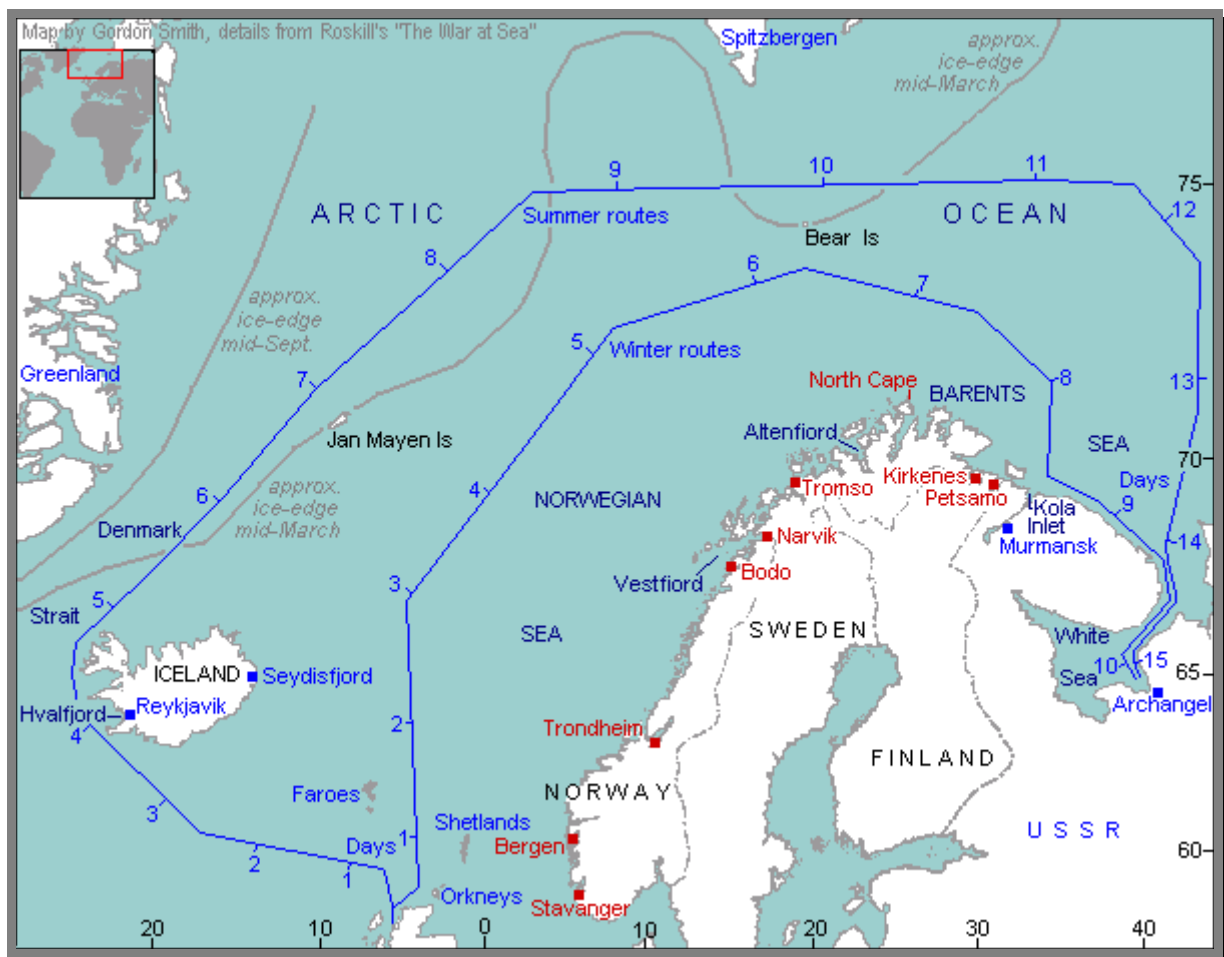 Map by Gordon Smith, details from Roskill's "The War at Sea"
Spitzbergen
approx.
ice-edge
mid-March
9
10
11
75
12
ARCTIC
Summer routes
OCEAN
Bear Is
8
6
7
approx.
ice-edge
mid-Sept.
5
Winter routes
Greenland
7
North Cape
8
13
BARENTS
Jan Mayen Is
Altenfiord
SEA
70
approx.
ice-edge
mid-March
6
4
NORWEGIAN
Tromso
Kirkenes
Petsamo
Days
9
Kola
Inlet
Denmark
Narvik
Murmansk
14
Vestfiord
Bodo
3
5
Strait
SEA
SWEDEN
White
Sea
10
15
65
ICELAND
Seydisfjord
Hvalfjord
Reykjavik
Archangel
4
2
Trondheim
FINLAND
Faroes
NORWAY
3
Shetlands
USSR
Days
1
Bergen
60
2
1
Orkneys
Stavanger
20
10
0
10
20
30
40